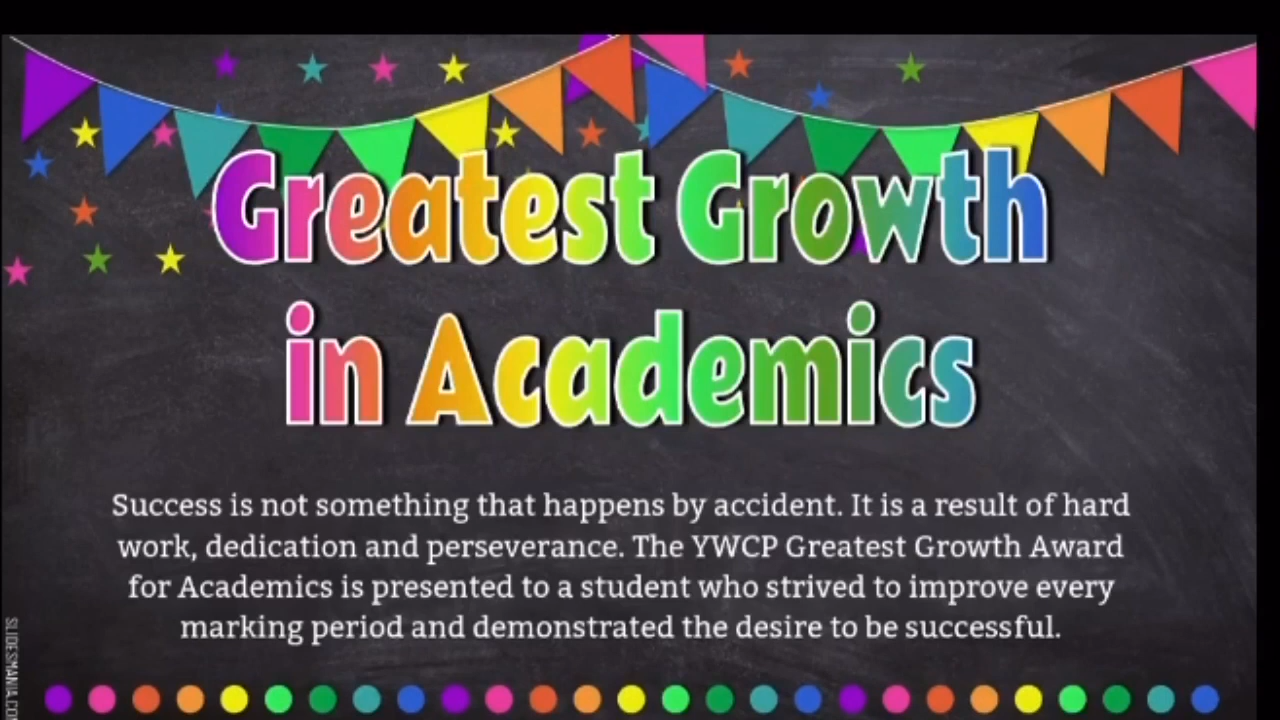 Greatest Growth
in Academics
Success is not something that happens by accident. It is a result of hard
work, dedication and perseverance. The YWCP Greatest Growth Award
for Academics is presented to a student who strived to improve every
marking period and demonstrated the desire to be successful.
SLIDESMANIA.COM